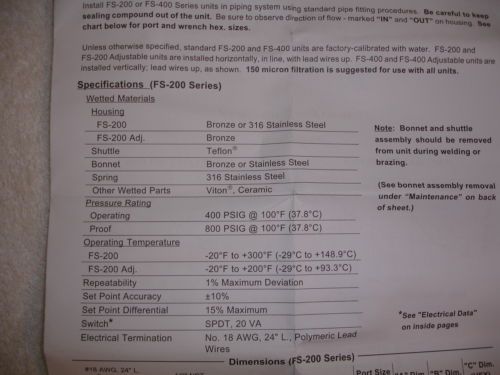 Install FS-200 or FS-400 Series units in piping system using standard pipe fitting procedures. Be careful to keep
sealing compound out of the unit. Be sure to observe direction of flow - marked "IN" and "OUT" on housing. See
chart below for port and wrench hex. sizes.
Unless otherwise specified, standard FS-200 and FS-400 units are factory-calibrated with water. FS-200 and
FS-200 Adjustable units are installed horizontally, in line, with lead wires up. FS-400 and FS-400 Adjustable units are
installed vertically; lead wires up, as shown. 150 micron filtration is suggested for use with all units.
Specifications (FS-200 Series)
Wetted Materials
Housing
FS-200 Bronze or 316 Stainless Steel
FS-200 Adj. Bronze
Shuttle Teflon®
Bonnet Bronze or Stainless Steel
Spring 316 Stainless Steel
Other Wetted Parts Viton®, Ceramic
Pressure Rating
Operating 400 PSIG @ 100°F (37.8°C)
Proof 800 PSIG @ 100°F (37.8°C)
Operating Temperature
FS-200 -20°F to +300°F (-29°C to +148.9°C)
FS-200 Adj. -20°F to +200°F (-29°C to +93.3°C)
Repeatability 1% Maximum Deviation
Set Point Accuracy ±10%
Set Point Differential 15% Maximum
Switch* SPDT, 20 VA
Electrical Termination No. 18 AWG, 24" L., Polymeric Lead
Wires
Note: Bonnet and shuttle
assembly should be removed
from unit during welding or
brazing.
(See bonnet assembly removal
under "Maintenance" on back
of sheet.)
*See "Electrical Data"
on inside pages
Dimensions (FS-200 Series)
#18 AWG, 24" L.
Port Size "B" Dim. "C" Dim.